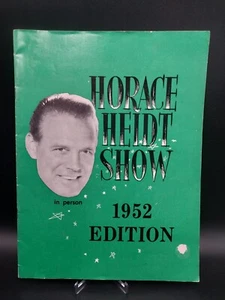 HORACE
HEIDT
SHOW
in person
1952
EDITION